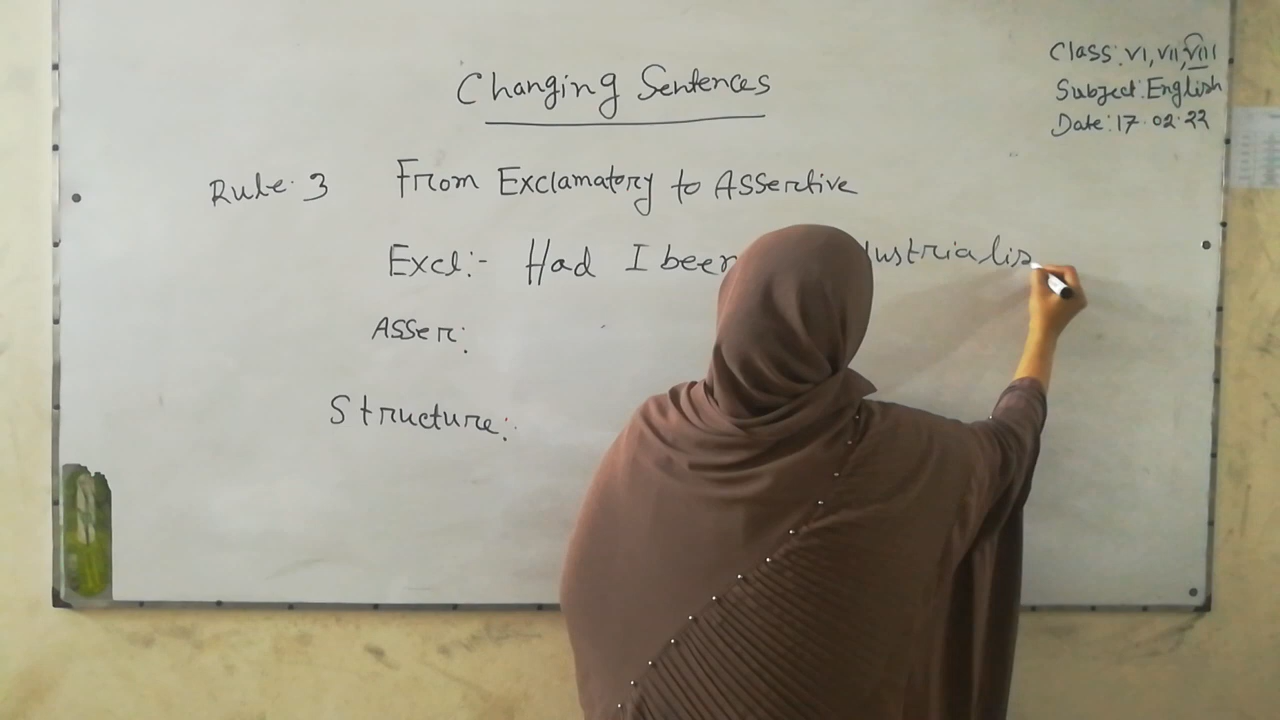 Changing Sentences
Class: VI, VII, VIII
Subject: English
Date: 17.02.22
Rule: 3 From Exclamatory to Assertive
Excl:- Had I been
Asser:
Structure: